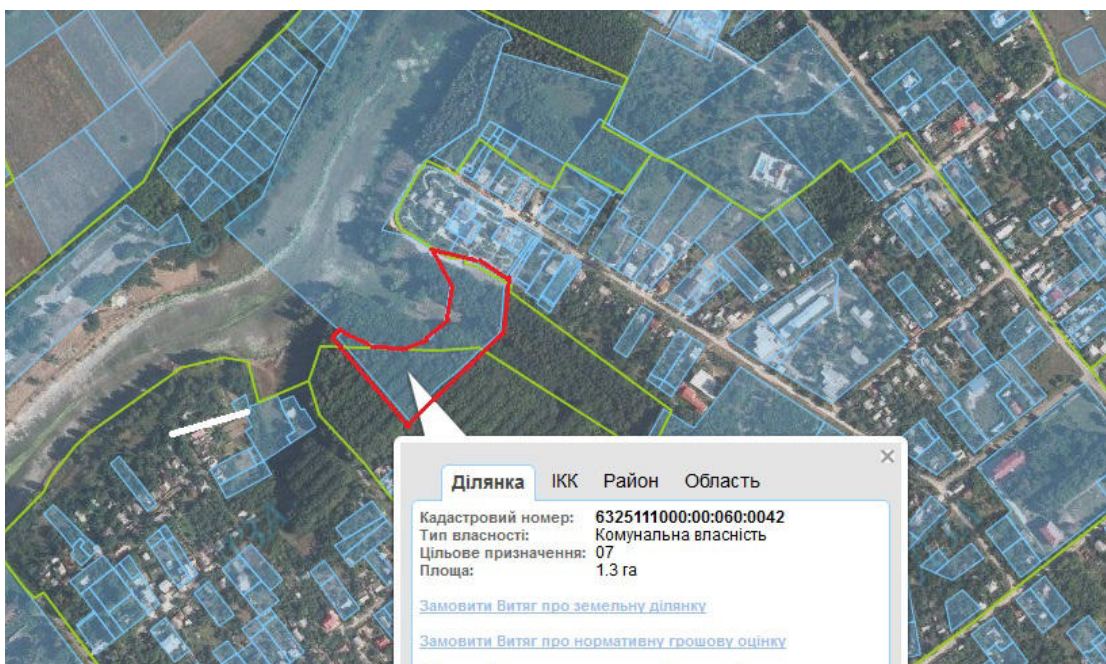 Ділянка ІКК Район Область
Кадастровий номер: 6325111000:00:060:0042
Тип власності: Комунальна власність
Цільове призначення: 07
Площа: 1.3 га
Замовити Витяг про земельну ділянку
Замовити Витяг про нормативну грошову оцінку